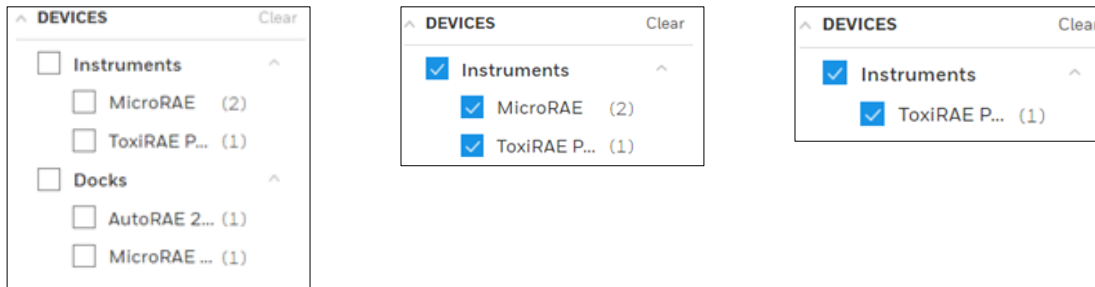 DEVICES Clear
Instruments
MicroRAE (2)
ToxiRAE P... (1)
Docks
AutoRAE 2... (1)
MicroRAE ... (1)
DEVICES Clear
Instruments
MicroRAE (2)
ToxiRAE P... (1)
DEVICES Clear
Instruments
ToxiRAE P... (1)